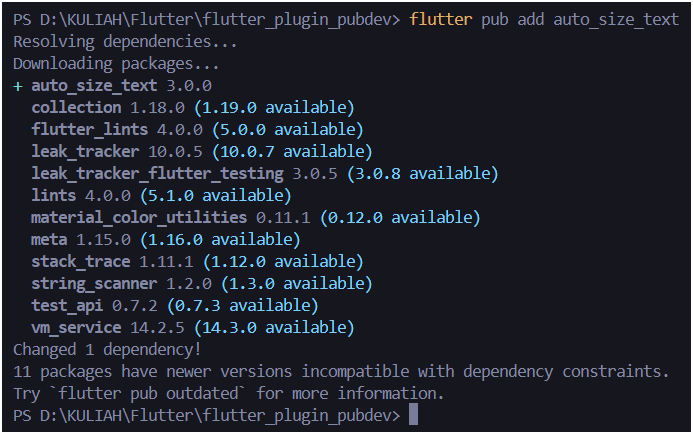 PS D:\KULIAH\Flutter\flutter_plugin_pubdev> flutter pub add auto_size_text
Resolving dependencies...
Downloading packages...
+ auto_size_text 3.0.0
collection 1.18.0 (1.19.0 available)
flutter_lints 4.0.0 (5.0.0 available)
leak_tracker 10.0.5 (10.0.7 available)
leak_tracker_flutter_testing 3.0.5 (3.0.8 available)
lints 4.0.0 (5.1.0 available)
material_color_utilities 0.11.1 (0.12.0 available)
meta 1.15.0 (1.16.0 available)
stack_trace 1.11.1 (1.12.0 available)
string_scanner 1.2.0 (1.3.0 available)
test_api 0.7.2 (0.7.3 available)
vm_service 14.2.5 (14.3.0 available)
Changed 1 dependency!
11 packages have newer versions incompatible with dependency constraints.
Try `flutter pub outdated` for more information.
PS D:\KULIAH\Flutter\flutter_plugin_pubdev>